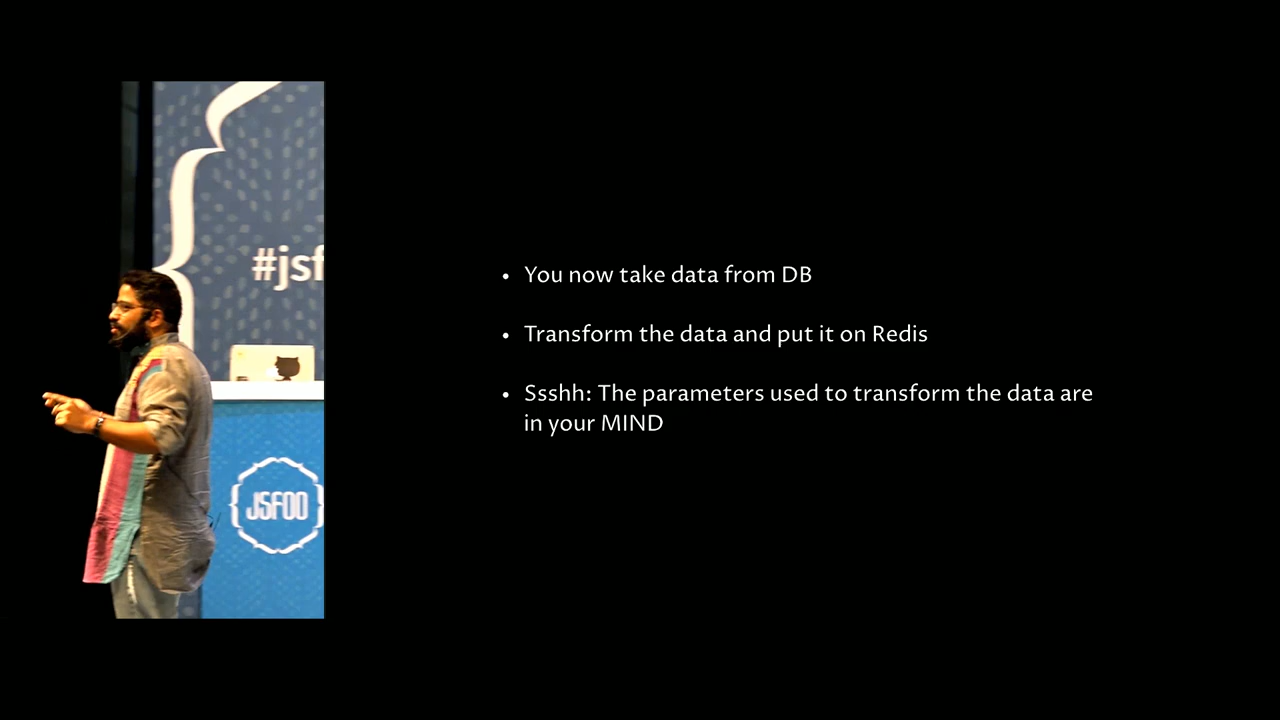 #jsf
JSFOO
• You now take data from DB
• Transform the data and put it on Redis
• Ssshh: The parameters used to transform the data are
in your MIND